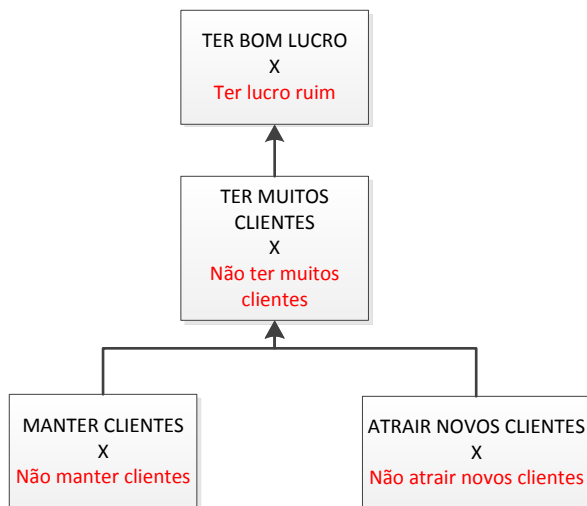 TER BOM LUCRO
X
Ter lucro ruim
TER MUITOS
CLIENTES
X
Não ter muitos
clientes
MANTER CLIENTES
X
Não manter clientes
ATRAIR NOVOS CLIENTES
X
Não atrair novos clientes